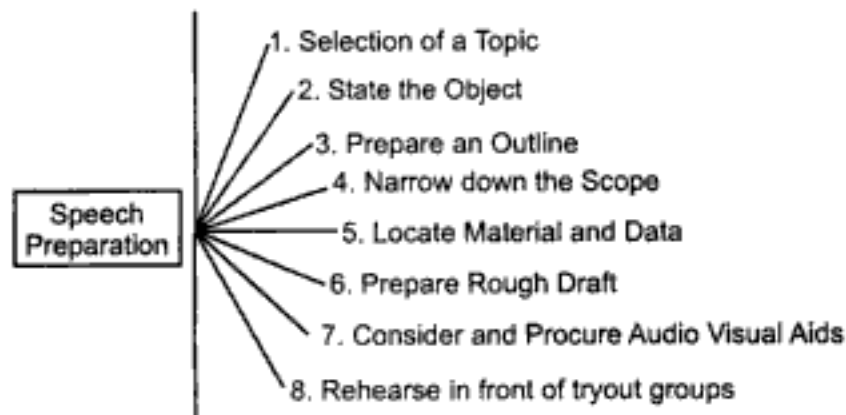 1. Selection of a Topic
2. State the Object
3. Prepare an Outline
4. Narrow down the Scope
Speech
Preparation
5. Locate Material and Data
6. Prepare Rough Draft
7. Consider and Procure Audio Visual Aids
8. Rehearse in front of tryout groups